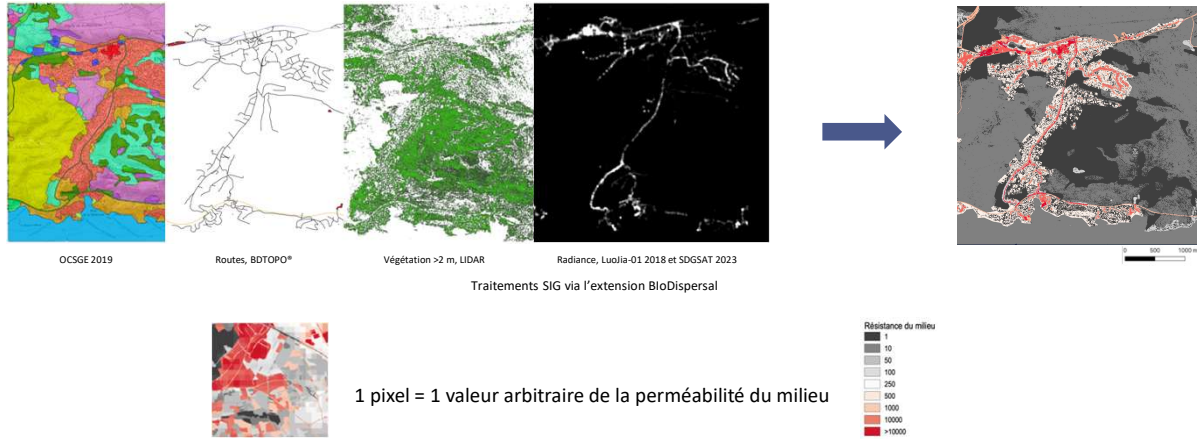 OCSGE 2019
Routes, BDTOPO®
Végétation >2 m, LIDAR
Radiance, LuoJia-01 2018 et SDGSAT 2023
0 500 1000 m
Traitements SIG via l'extension BIoDispersal
1 pixel = 1 valeur arbitraire de la perméabilité du milieu
Résistance du milieu
1
10
50
100
250
500
1000
10000
>10000